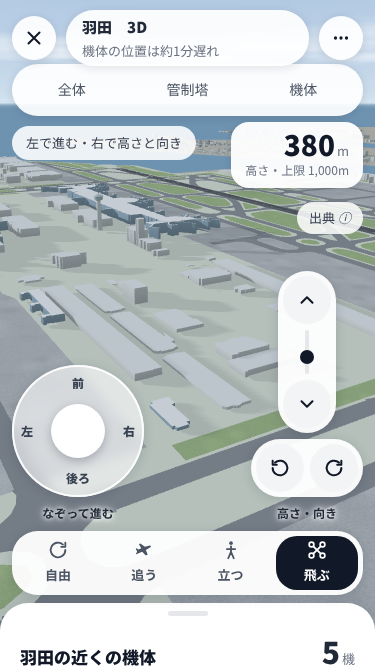 羽田　3D
機体の位置は約1分遅れ
全体 管制塔 機体
左で進む・右で高さと向き
380 m
高さ・上限 1,000m
出典 i
前
左 右
後ろ
なぞって進む
高さ・向き
自由 追う 立つ 飛ぶ
羽田の近くの機体
5 機